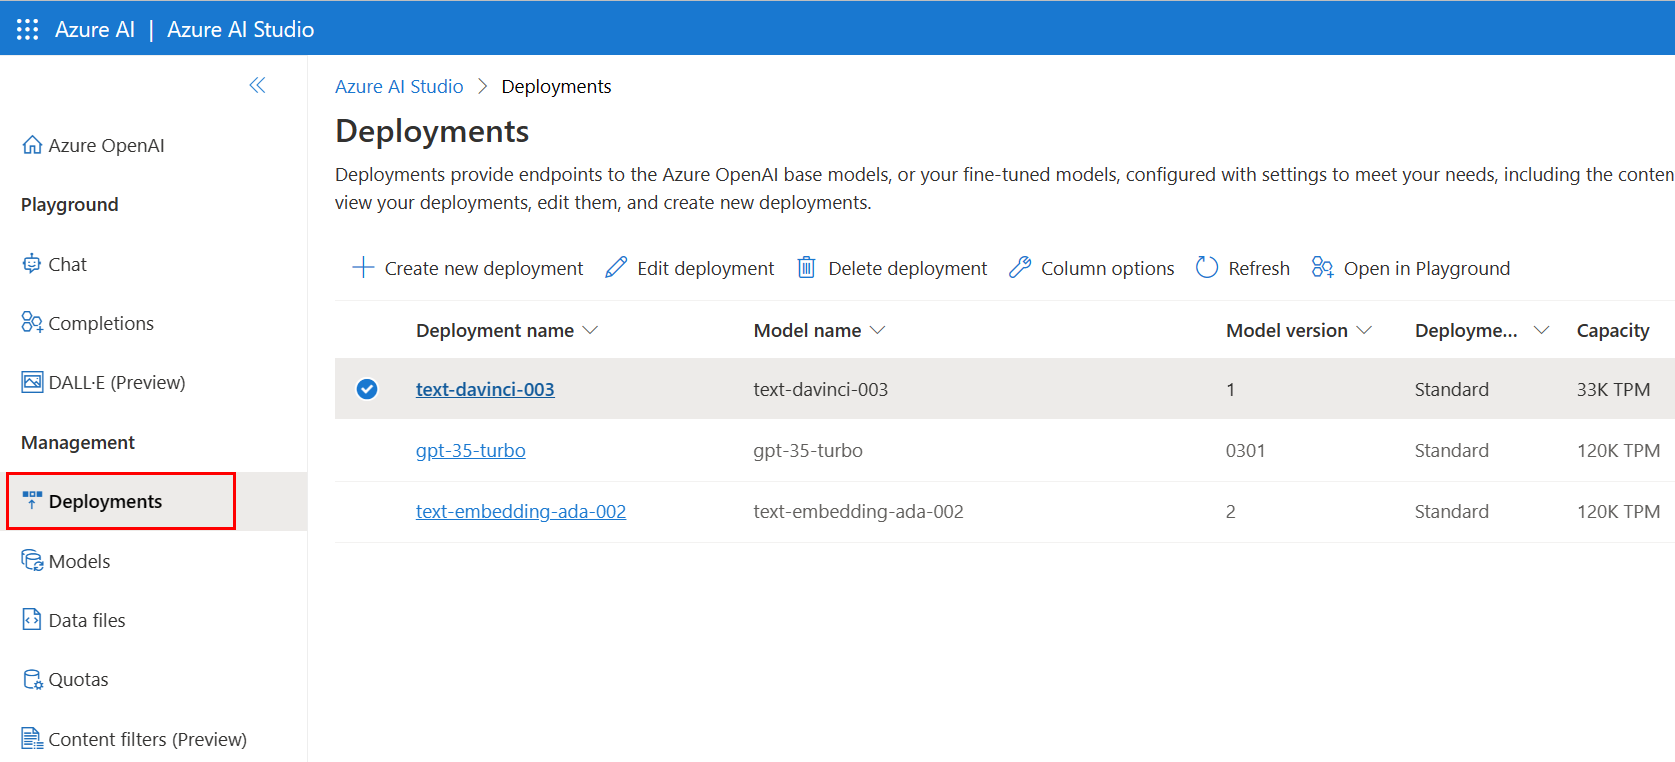 Azure AI | Azure AI Studio
Azure OpenAI
Playground
Chat
Completions
DALL·E (Preview)
Management
Deployments
Models
Data files
Quotas
Content filters (Preview)
Azure AI Studio > Deployments
Deployments
Deployments provide endpoints to the Azure OpenAI base models, or your fine-tuned models, configured with settings to meet your needs, including the conten
view your deployments, edit them, and create new deployments.
Create new deployment Edit deployment Delete deployment Column options Refresh Open in Playground
Deployment name Model name Model version Deployme... Capacity
text-davinci-003 text-davinci-003 1 Standard 33K TPM
gpt-35-turbo gpt-35-turbo 0301 Standard 120K TPM
text-embedding-ada-002 text-embedding-ada-002 2 Standard 120K TPM